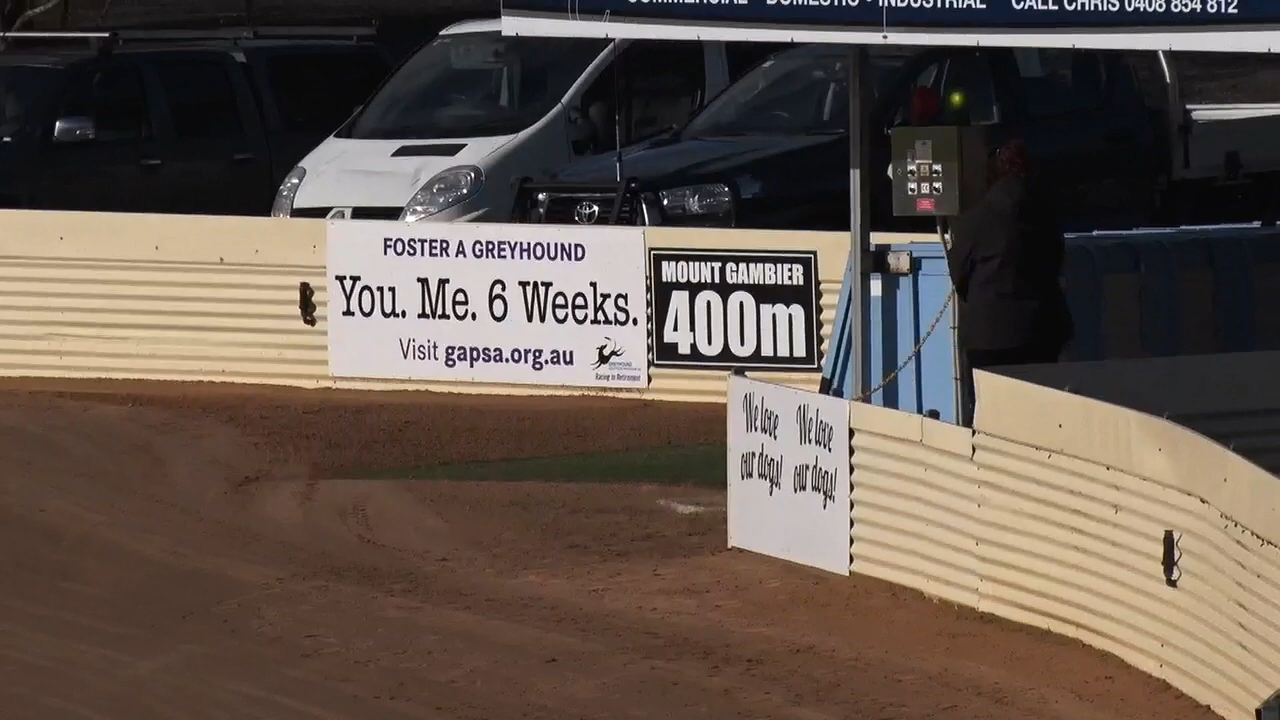 COMMERCIAL - DOMESTIC - INDUSTRIAL CALL CHRIS 0408 854 812
FOSTER A GREYHOUND
You. Me. 6 Weeks.
Visit gapsa.org.au
GREYHOUND
Racing to Retirement
MOUNT GAMBIER
400m
We love
our dogs!
We love
our dogs!